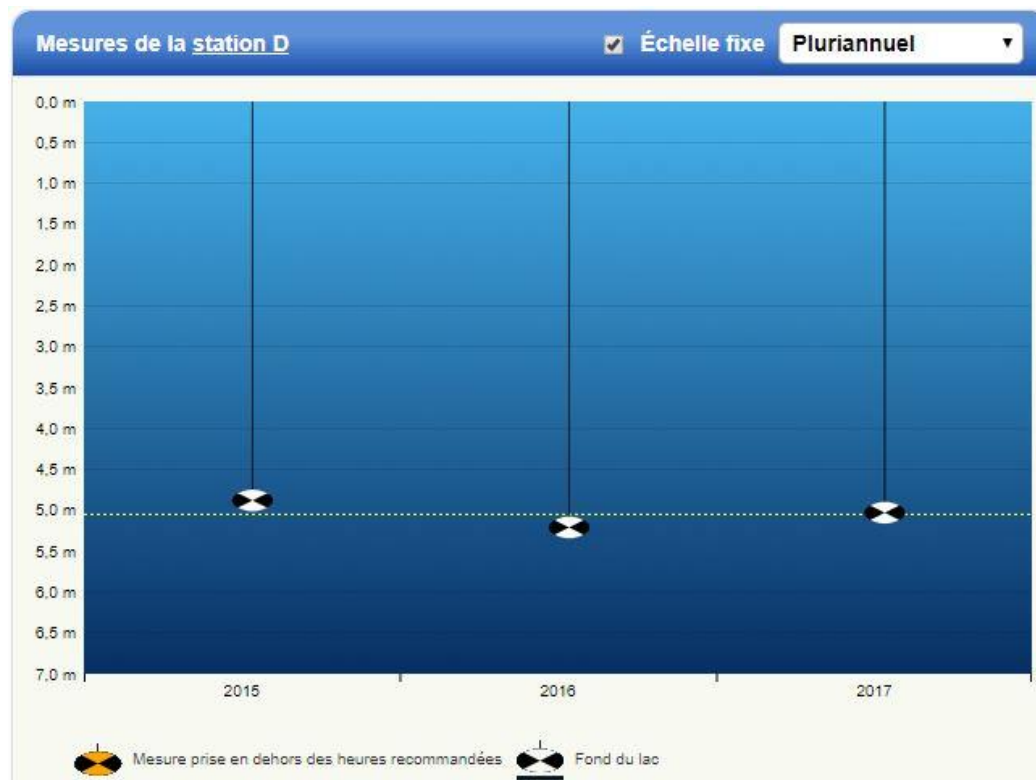 Mesures de la station D
Échelle fixe
Pluriannuel
0,0 m
0,5 m
1,0 m
1,5 m
2,0 m
2,5 m
3,0 m
3,5 m
4,0 m
4,5 m
5,0 m
5,5 m
6,0 m
6,5 m
7,0 m
2015 2016 2017
Mesure prise en dehors des heures recommandées Fond du lac